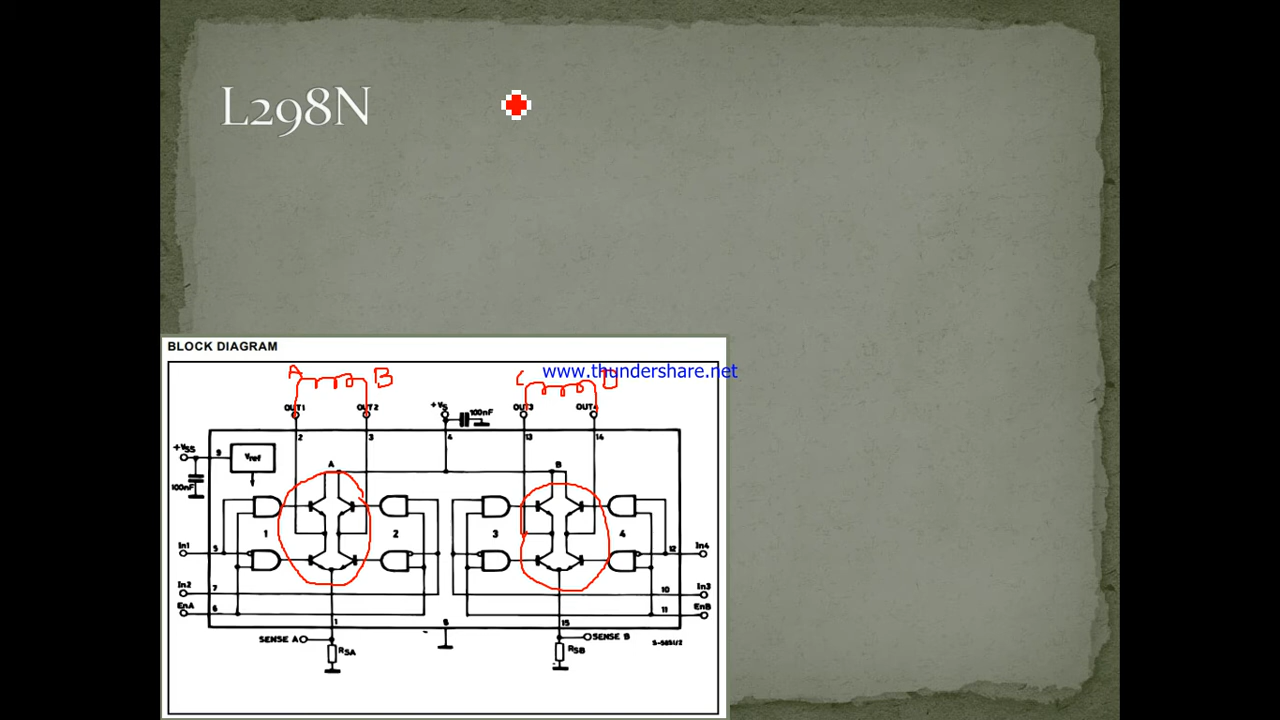 L298N
BLOCK DIAGRAM
www.thundershare.net
A B C D
OUT1 OUT2 +Vs 100nF OUT3 OUT4
2 3 4 13 14
+Vss 9 Vref A B
100nF
1 2 3 4
In1 5 12 In4
In2 7 10 In3
EnA 6 11 EnB
1 8 15
SENSE A SENSE B
RSA RSB
S-5851/2